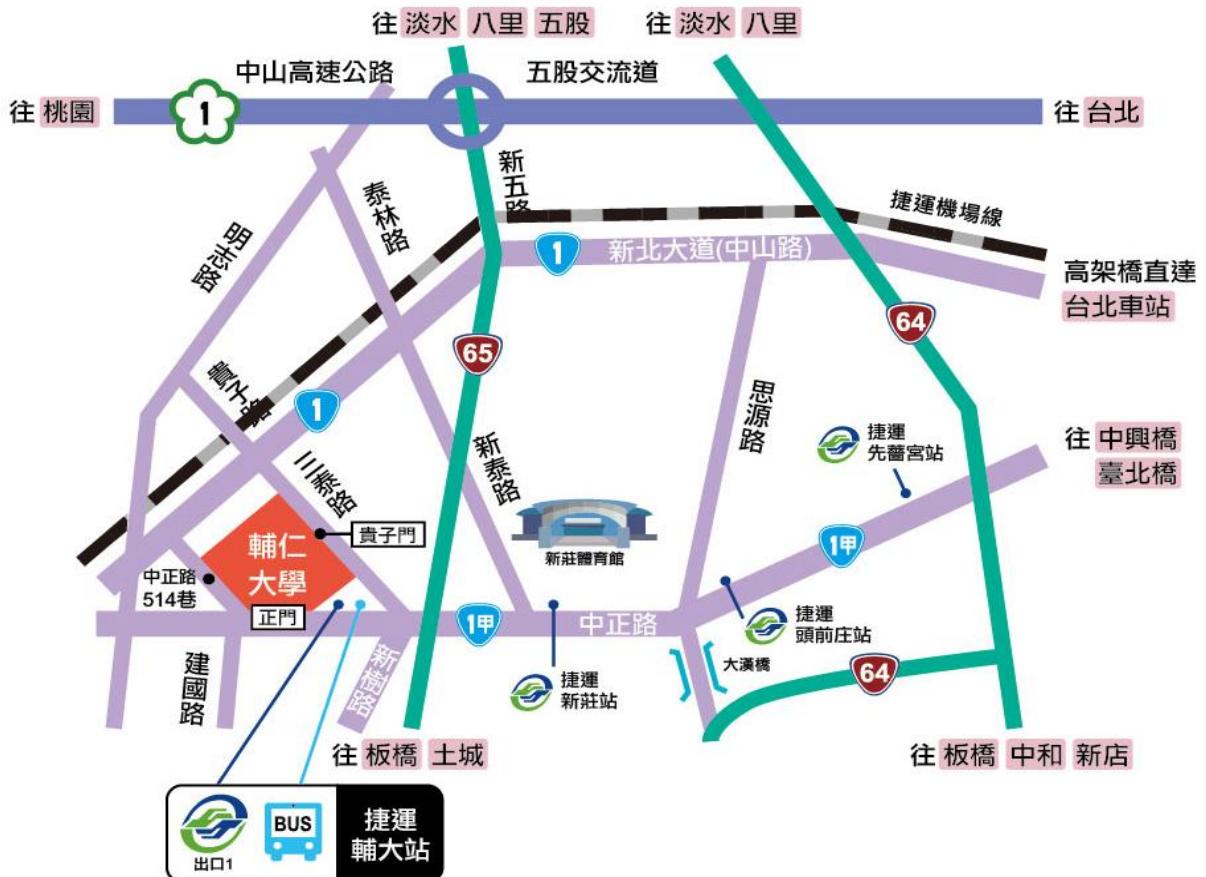 往 淡水 八里 五股
往 淡水 八里
中山高速公路
五股交流道
往 桃園
1
往 台北
新五路
泰林路
捷運機場線
明志路
1
新北大道(中山路)
高架橋直達
台北車站
64
65
貴子路
1
思源路
捷運
先嗇宮站
往 中興橋
臺北橋
新泰路
三泰路
貴子門
新莊體育館
1甲
輔仁
大學
中正路
514巷
正門
1甲
中正路
捷運
頭前庄站
建國路
新樹路
捷運
新莊站
大漢橋
64
往 板橋 土城
往 板橋 中和 新店
BUS
出口1
捷運
輔大站